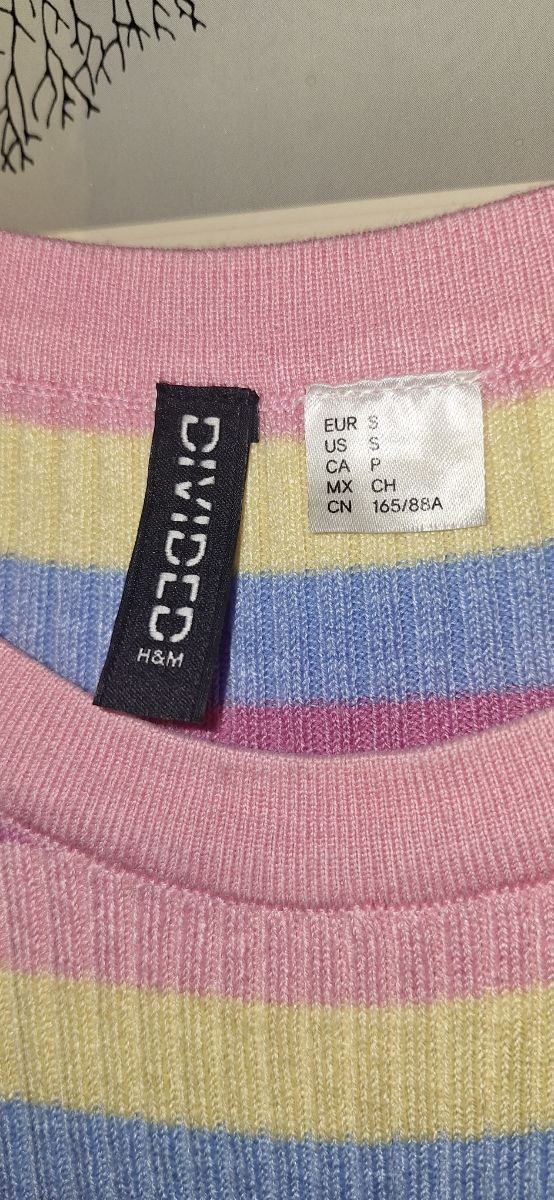 DIVIDED
H&M
EUR S
US S
CA P
MX CH
CN 165/88A